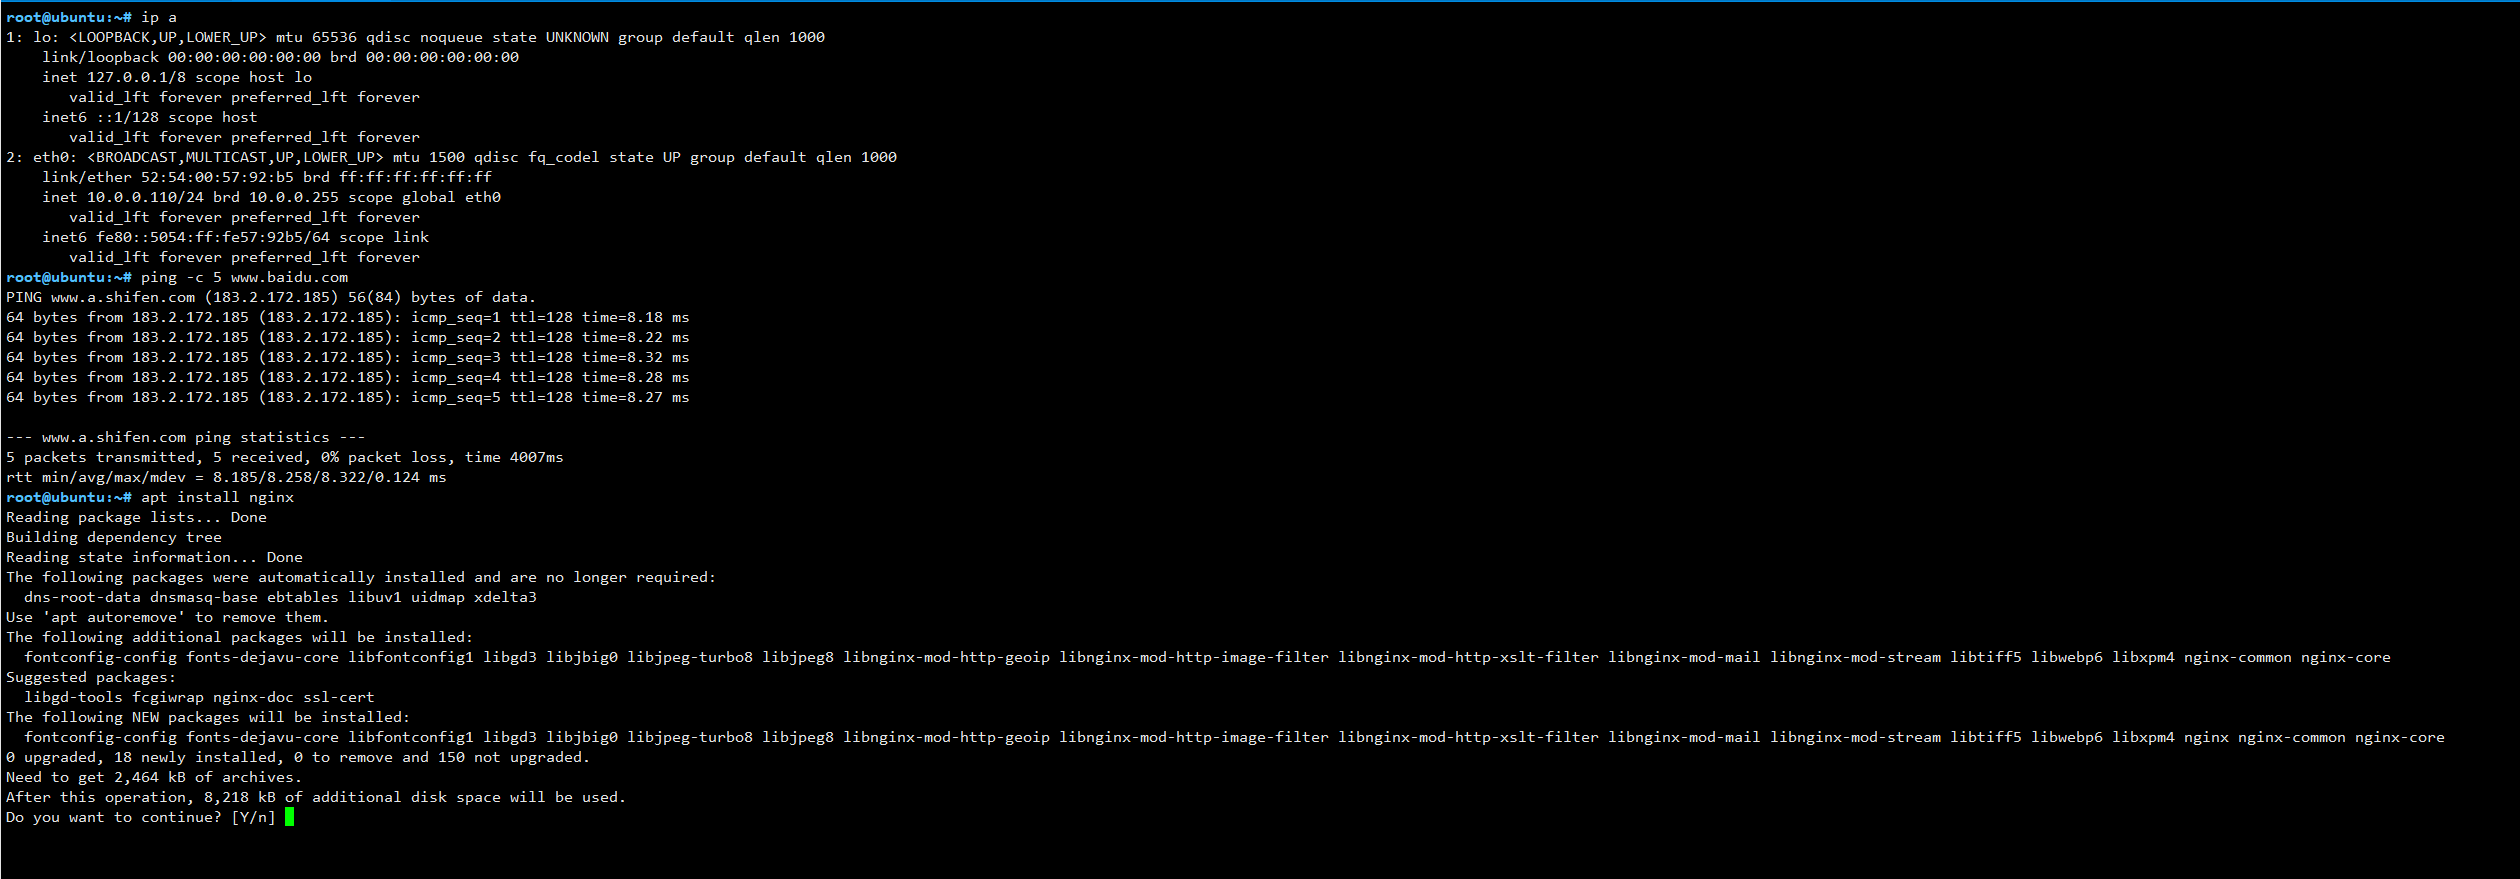 root@ubuntu:~# ip a
1: lo: <LOOPBACK,UP,LOWER_UP> mtu 65536 qdisc noqueue state UNKNOWN group default qlen 1000
    link/loopback 00:00:00:00:00:00 brd 00:00:00:00:00:00
    inet 127.0.0.1/8 scope host lo
       valid_lft forever preferred_lft forever
    inet6 ::1/128 scope host
       valid_lft forever preferred_lft forever
2: eth0: <BROADCAST,MULTICAST,UP,LOWER_UP> mtu 1500 qdisc fq_codel state UP group default qlen 1000
    link/ether 52:54:00:57:92:b5 brd ff:ff:ff:ff:ff:ff
    inet 10.0.0.110/24 brd 10.0.0.255 scope global eth0
       valid_lft forever preferred_lft forever
    inet6 fe80::5054:ff:fe57:92b5/64 scope link
       valid_lft forever preferred_lft forever
root@ubuntu:~# ping -c 5 www.baidu.com
PING www.a.shifen.com (183.2.172.185) 56(84) bytes of data.
64 bytes from 183.2.172.185 (183.2.172.185): icmp_seq=1 ttl=128 time=8.18 ms
64 bytes from 183.2.172.185 (183.2.172.185): icmp_seq=2 ttl=128 time=8.22 ms
64 bytes from 183.2.172.185 (183.2.172.185): icmp_seq=3 ttl=128 time=8.32 ms
64 bytes from 183.2.172.185 (183.2.172.185): icmp_seq=4 ttl=128 time=8.28 ms
64 bytes from 183.2.172.185 (183.2.172.185): icmp_seq=5 ttl=128 time=8.27 ms

--- www.a.shifen.com ping statistics ---
5 packets transmitted, 5 received, 0% packet loss, time 4007ms
rtt min/avg/max/mdev = 8.185/8.258/8.322/0.124 ms
root@ubuntu:~# apt install nginx
Reading package lists... Done
Building dependency tree
Reading state information... Done
The following packages were automatically installed and are no longer required:
  dns-root-data dnsmasq-base ebtables libuv1 uidmap xdelta3
Use 'apt autoremove' to remove them.
The following additional packages will be installed:
  fontconfig-config fonts-dejavu-core libfontconfig1 libgd3 libjbig0 libjpeg-turbo8 libjpeg8 libnginx-mod-http-geoip libnginx-mod-http-image-filter libnginx-mod-http-xslt-filter libnginx-mod-mail libnginx-mod-stream libtiff5 libwebp6 libxpm4 nginx-common nginx-core
Suggested packages:
  libgd-tools fcgiwrap nginx-doc ssl-cert
The following NEW packages will be installed:
  fontconfig-config fonts-dejavu-core libfontconfig1 libgd3 libjbig0 libjpeg-turbo8 libjpeg8 libnginx-mod-http-geoip libnginx-mod-http-image-filter libnginx-mod-http-xslt-filter libnginx-mod-mail libnginx-mod-stream libtiff5 libwebp6 libxpm4 nginx nginx-common nginx-core
0 upgraded, 18 newly installed, 0 to remove and 150 not upgraded.
Need to get 2,464 kB of archives.
After this operation, 8,218 kB of additional disk space will be used.
Do you want to continue? [Y/n]